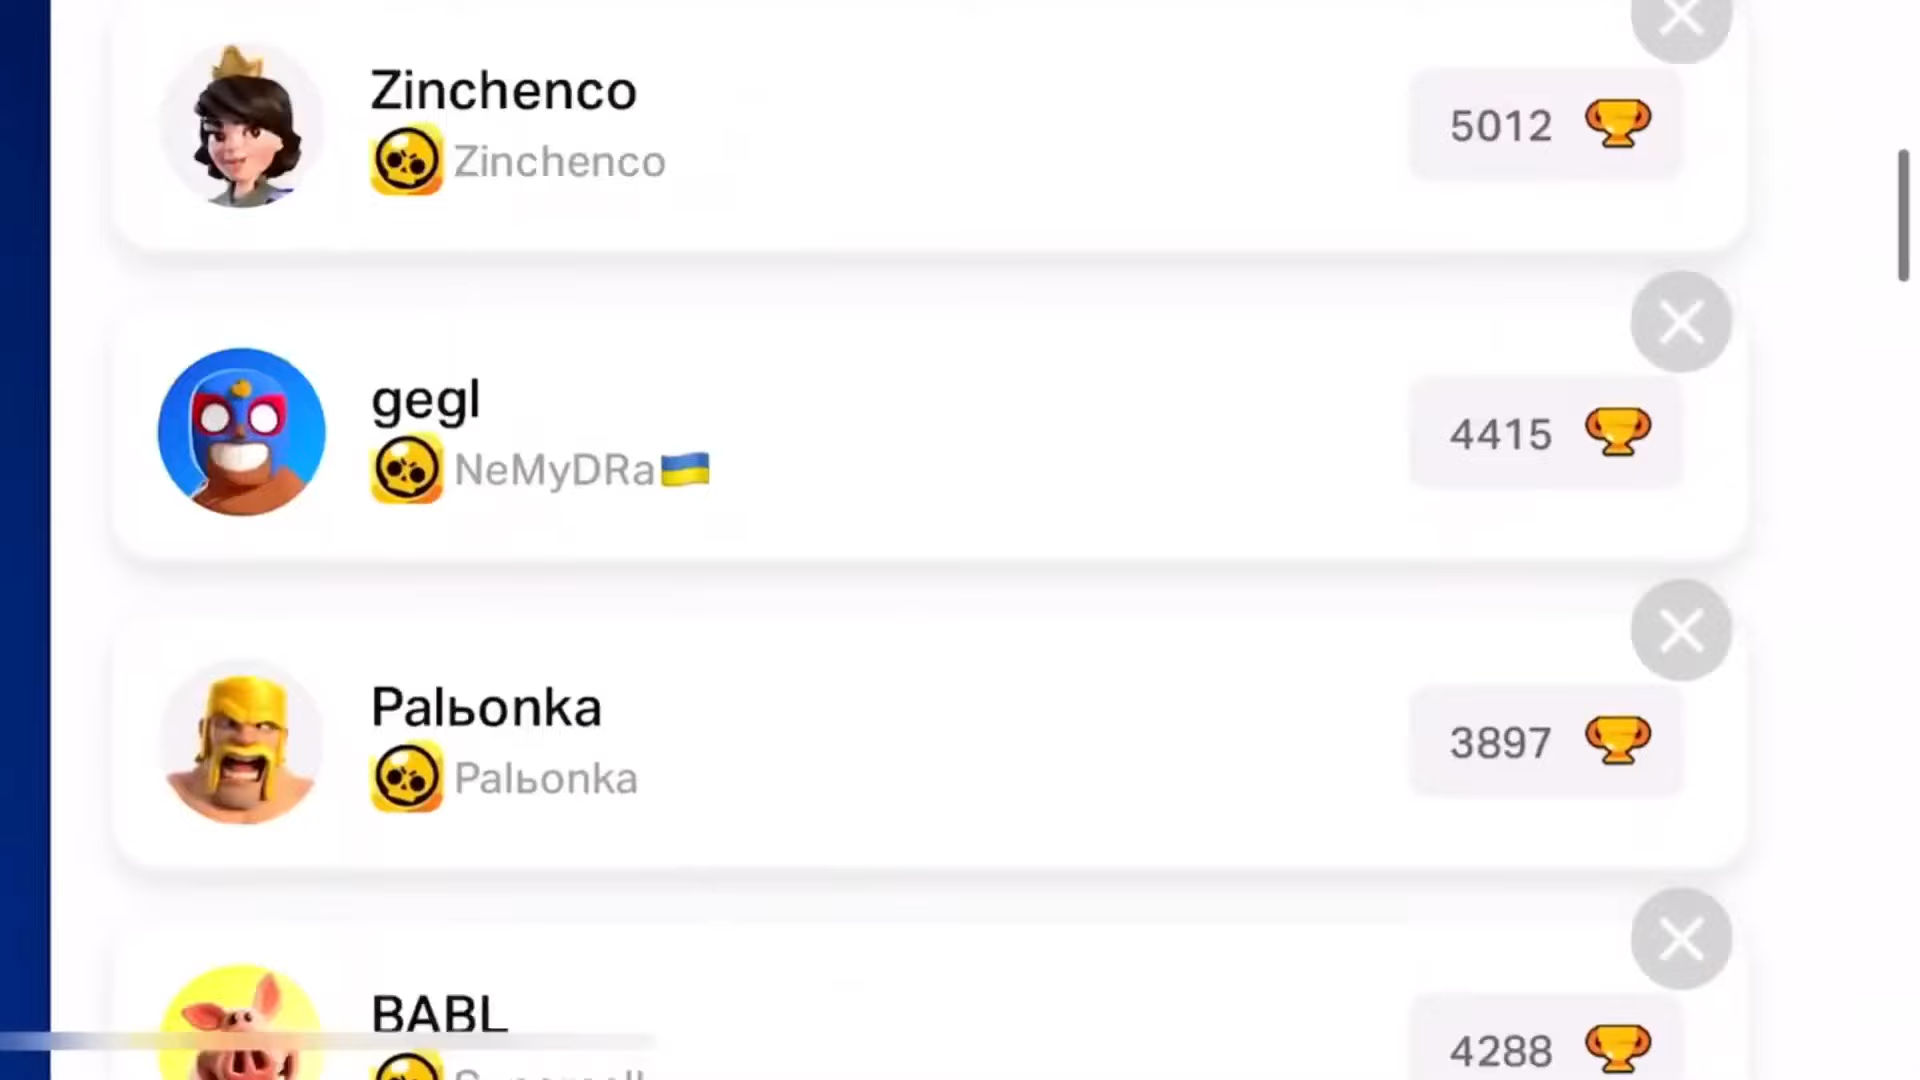 Zinchenco
Zinchenco
5012
gegl
NeMyDRa🇺🇦
4415
Palьonka
Palьonka
3897
BABL
4288